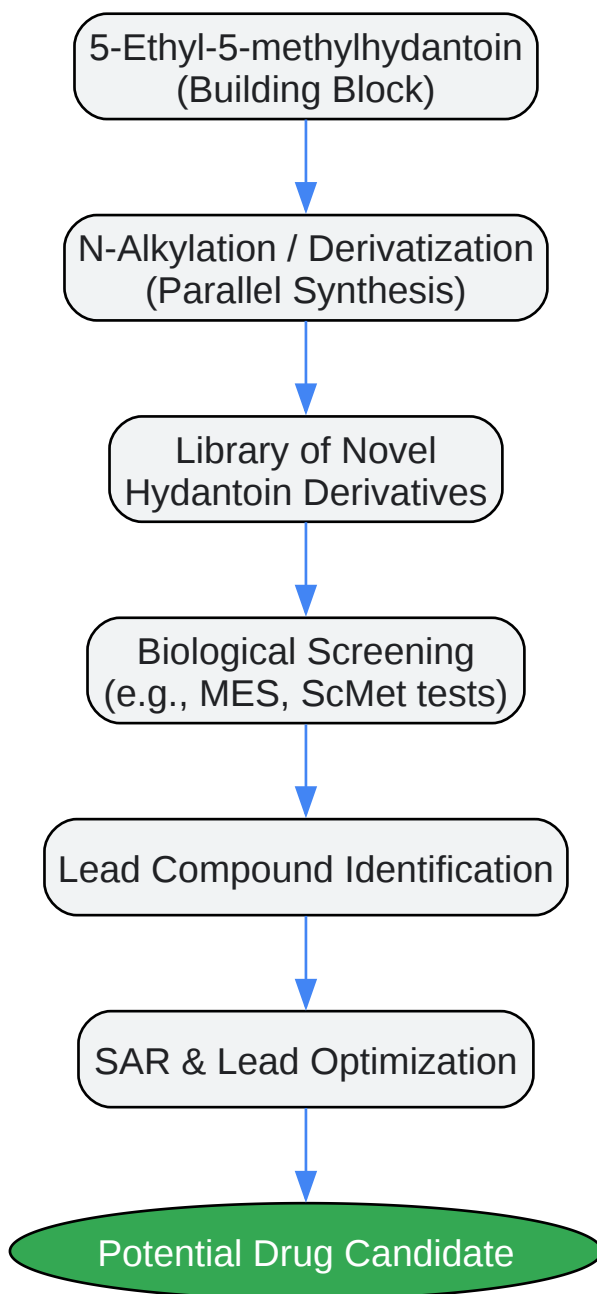 5-Ethyl-5-methylhydantoin
(Building Block)
N-Alkylation / Derivatization
(Parallel Synthesis)
Library of Novel
Hydantoin Derivatives
Biological Screening
(e.g., MES, ScMet tests)
Lead Compound Identification
SAR & Lead Optimization
Potential Drug Candidate